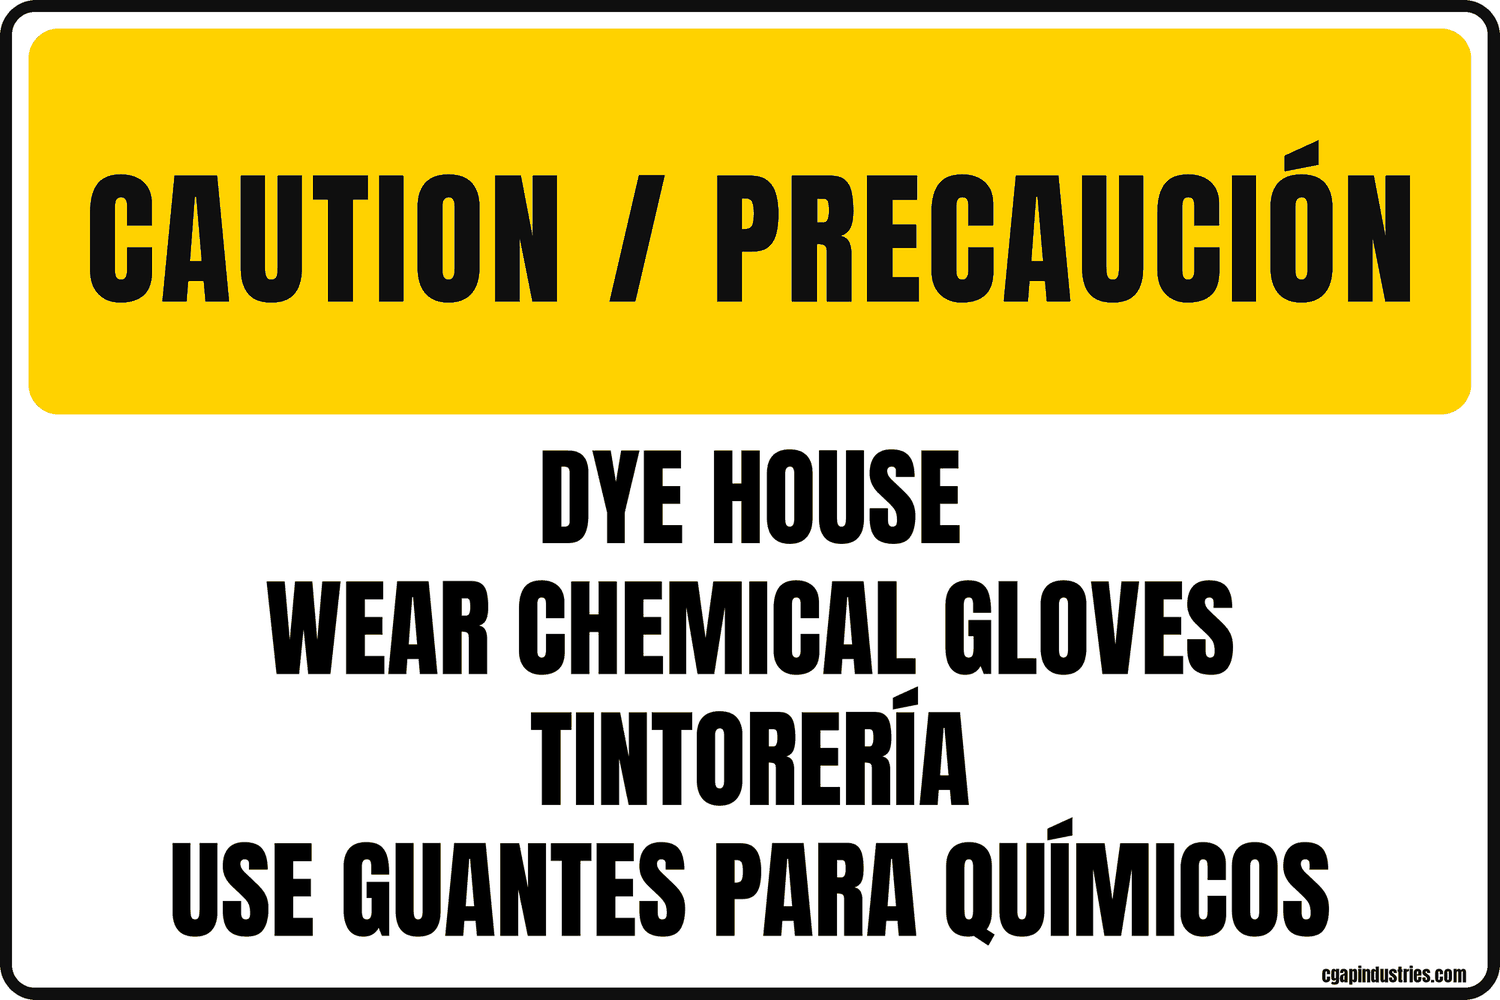 CAUTION / PRECAUCIÓN
DYE HOUSE
WEAR CHEMICAL GLOVES
TINTORERÍA
USE GUANTES PARA QUÍMICOS
cgapindustries.com